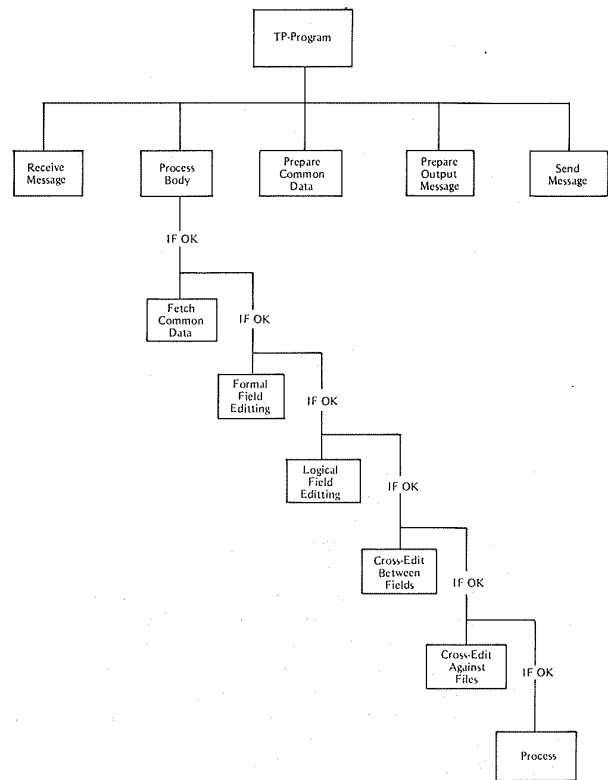 TP-Program
Receive
Message
Process
Body
Prepare
Common
Data
Prepare
Output
Message
Send
Message
IF OK
Fetch
Common
Data
IF OK
Formal
Field
Editting
IF OK
Logical
Field
Editting
IF OK
Cross-Edit
Between
Fields
IF OK
Cross-Edit
Against
Files
IF OK
Process